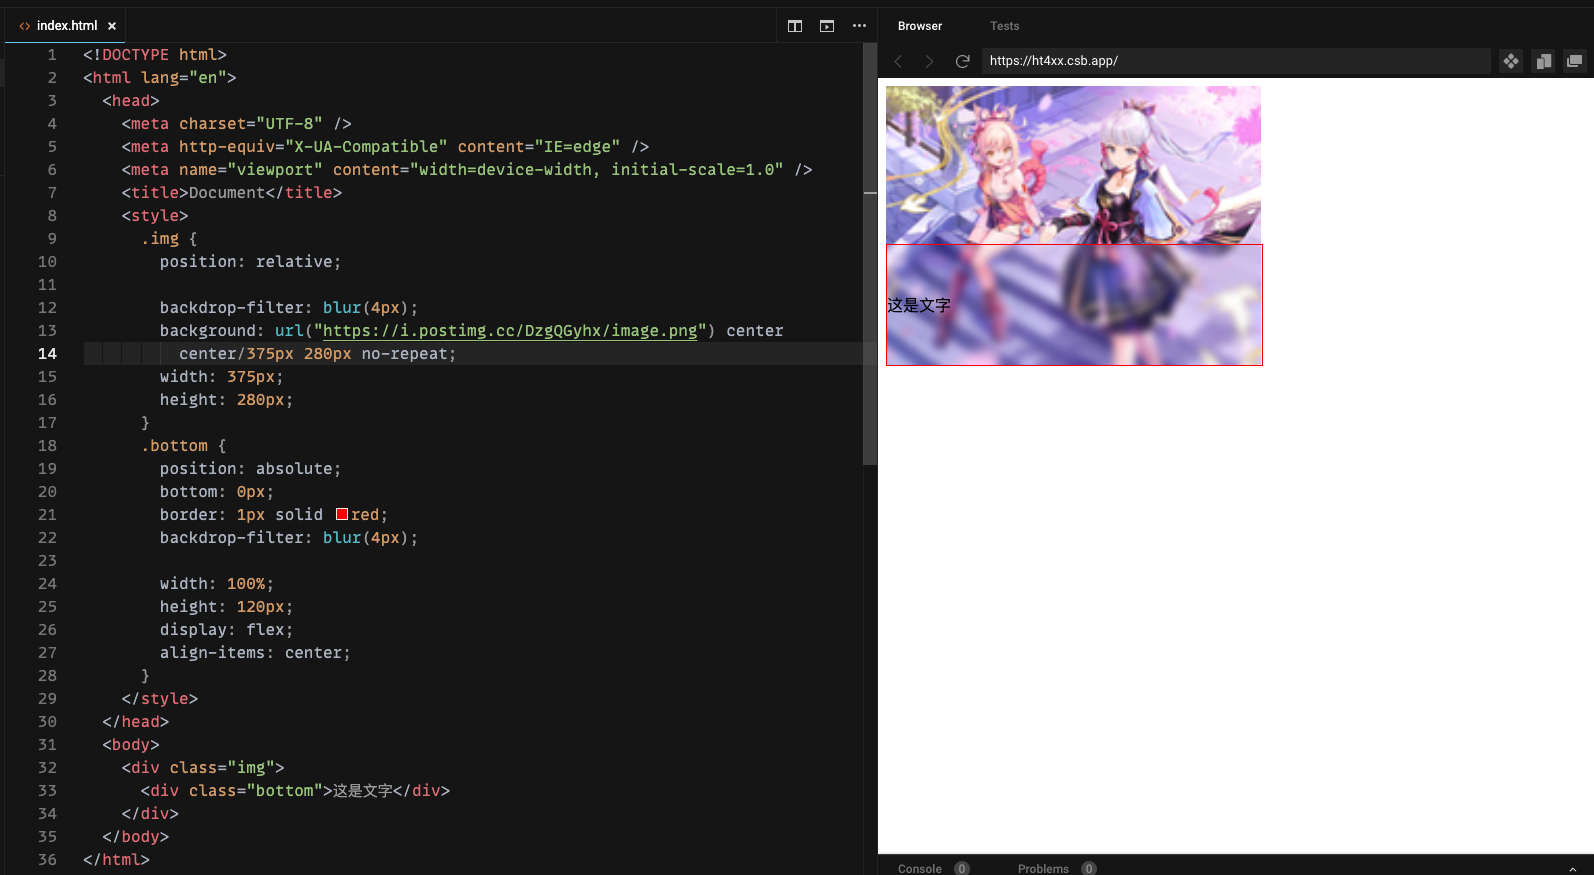 index.html
1 <!DOCTYPE html>
2 <html lang="en">
3 <head>
4 <meta charset="UTF-8" />
5 <meta http-equiv="X-UA-Compatible" content="IE=edge" />
6 <meta name="viewport" content="width=device-width, initial-scale=1.0" />
7 <title>Document</title>
8 <style>
9 .img {
10 position: relative;
11
12 backdrop-filter: blur(4px);
13 background: url("https://i.postimg.cc/DzgQGyhx/image.png") center
14 center/375px 280px no-repeat;
15 width: 375px;
16 height: 280px;
17 }
18 .bottom {
19 position: absolute;
20 bottom: 0px;
21 border: 1px solid red;
22 backdrop-filter: blur(4px);
23
24 width: 100%;
25 height: 120px;
26 display: flex;
27 align-items: center;
28 }
29 </style>
30 </head>
31 <body>
32 <div class="img">
33 <div class="bottom">这是文字</div>
34 </div>
35 </body>
36 </html>
Browser Tests
https://ht4xx.csb.app/
这是文字
Console 0 Problems 0